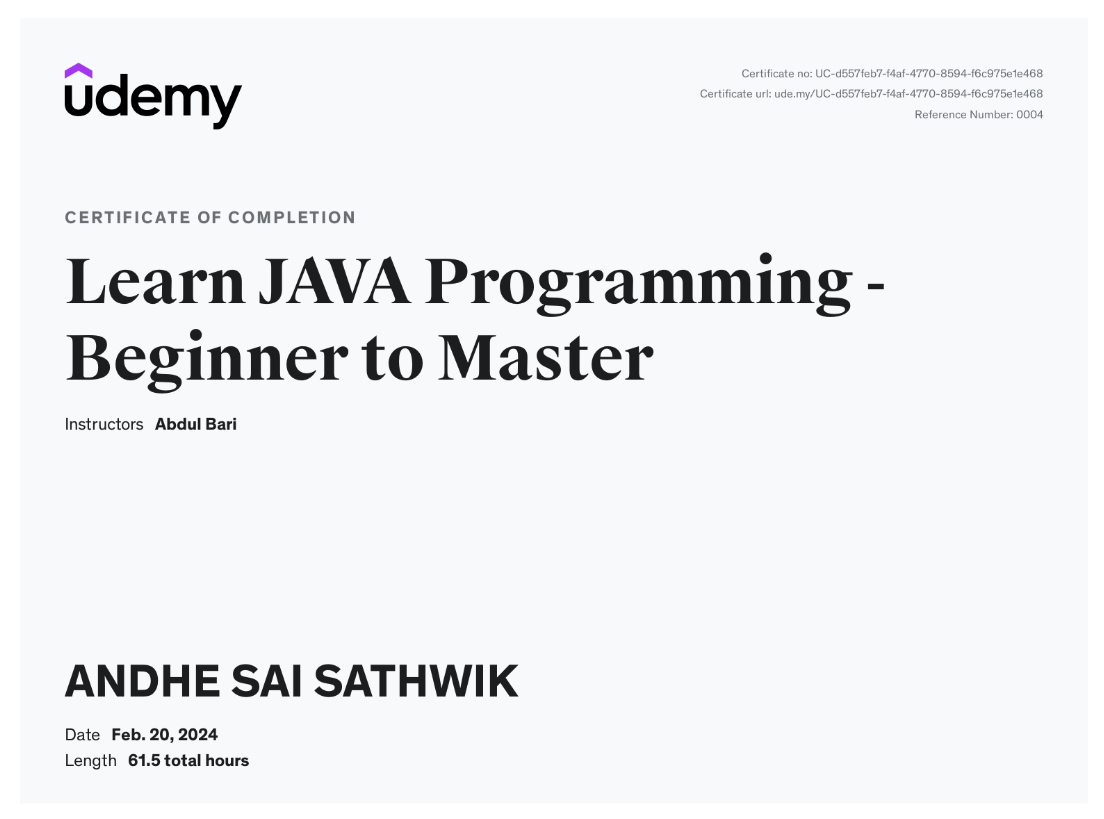 udemy
Certificate no: UC-d557feb7-f4af-4770-8594-f6c975e1e468
Certificate url: ude.my/UC-d557feb7-f4af-4770-8594-f6c975e1e468
Reference Number: 0004
CERTIFICATE OF COMPLETION
Learn JAVA Programming -
Beginner to Master
Instructors Abdul Bari
ANDHE SAI SATHWIK
Date Feb. 20, 2024
Length 61.5 total hours